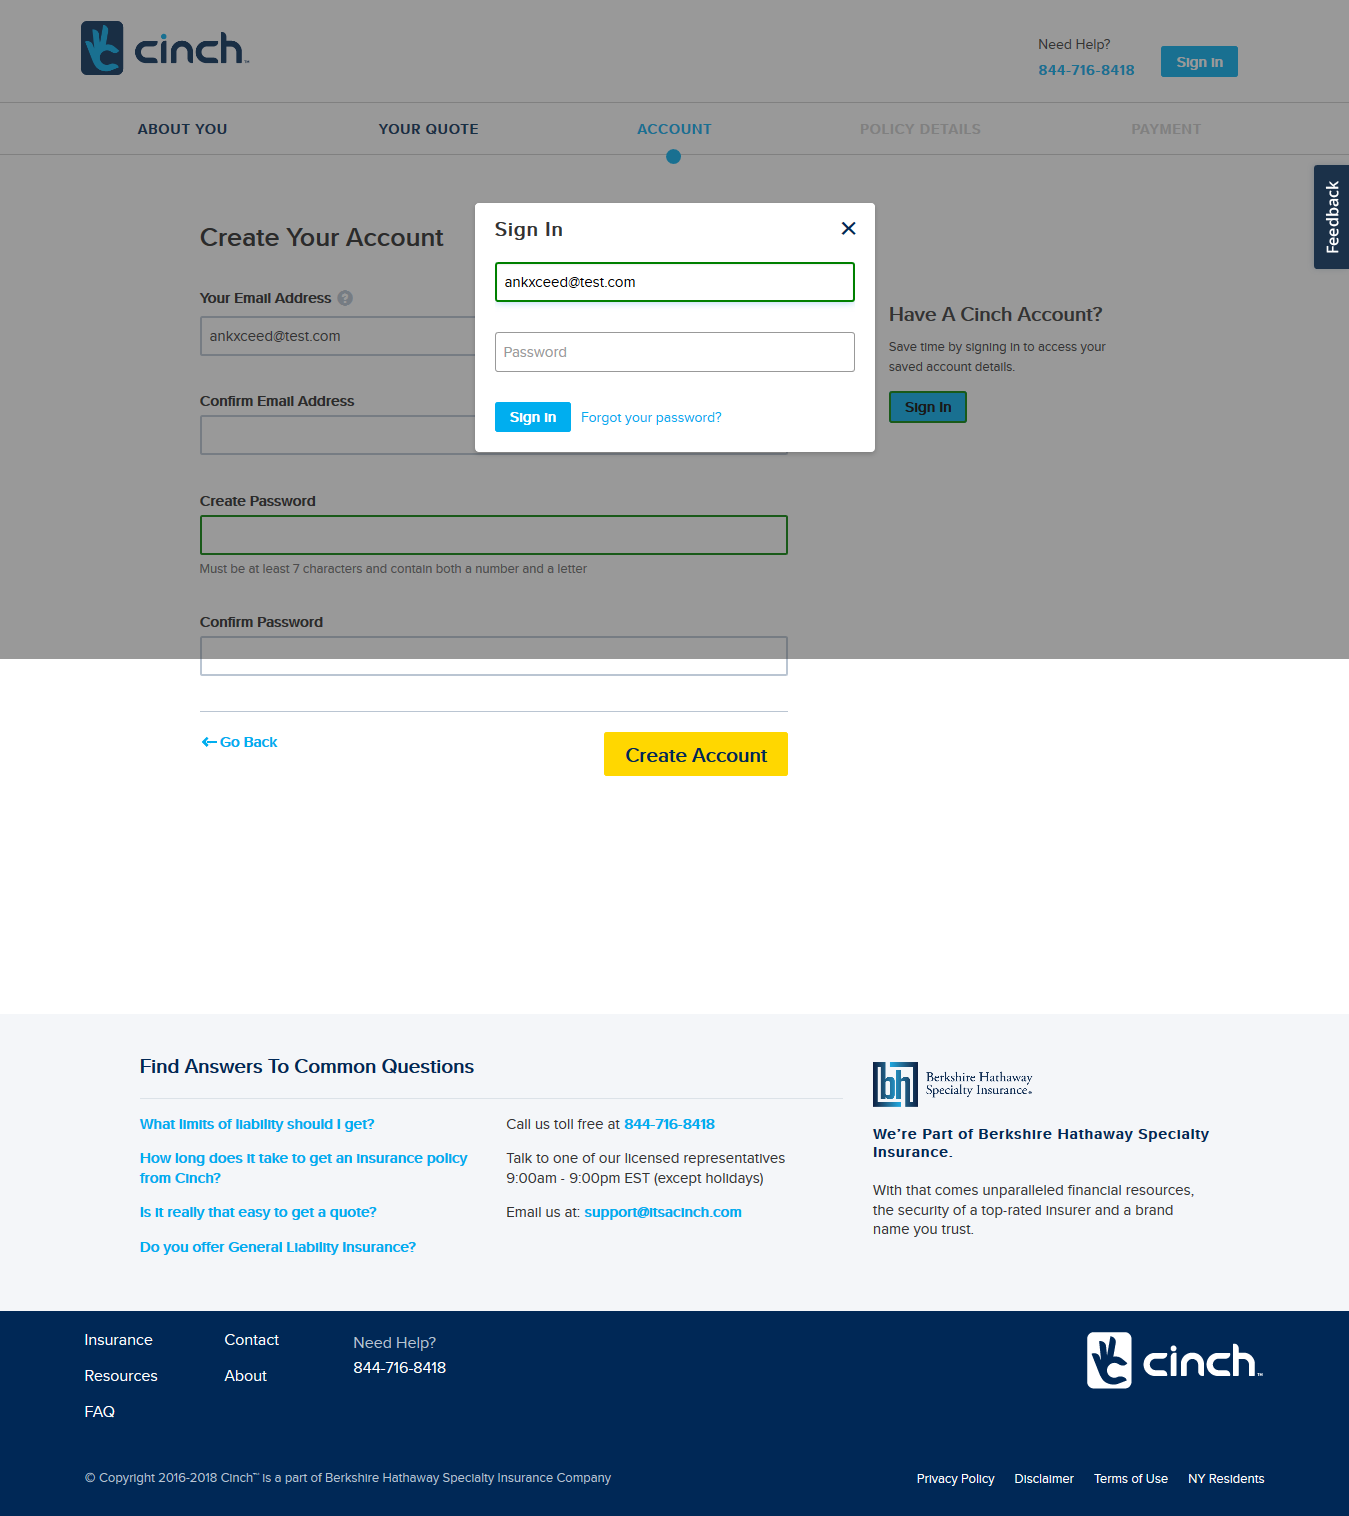 cinch™
Need Help?
844-716-8418
Sign In
ABOUT YOU
YOUR QUOTE
ACCOUNT
POLICY DETAILS
PAYMENT
Feedback
Create Your Account
Your Email Address ?
ankxceed@test.com
Confirm Email Address
Create Password
Must be at least 7 characters and contain both a number and a letter
Confirm Password
Go Back
Create Account
Sign In
ankxceed@test.com
Password
Sign In
Forgot your password?
Have A Cinch Account?
Save time by signing in to access your
saved account details.
Sign In
Find Answers To Common Questions
What limits of liability should I get?
How long does it take to get an insurance policy
from Cinch?
Is it really that easy to get a quote?
Do you offer General Liability Insurance?
Call us toll free at 844-716-8418
Talk to one of our licensed representatives
9:00am - 9:00pm EST (except holidays)
Email us at: support@itsacinch.com
bh
Berkshire Hathaway
Specialty Insurance®
We’re Part of Berkshire Hathaway Specialty
Insurance.
With that comes unparalleled financial resources,
the security of a top-rated insurer and a brand
name you trust.
Insurance
Resources
FAQ
Contact
About
Need Help?
844-716-8418
cinch™
© Copyright 2016-2018 Cinch™ is a part of Berkshire Hathaway Specialty Insurance Company
Privacy Policy
Disclaimer
Terms of Use
NY Residents